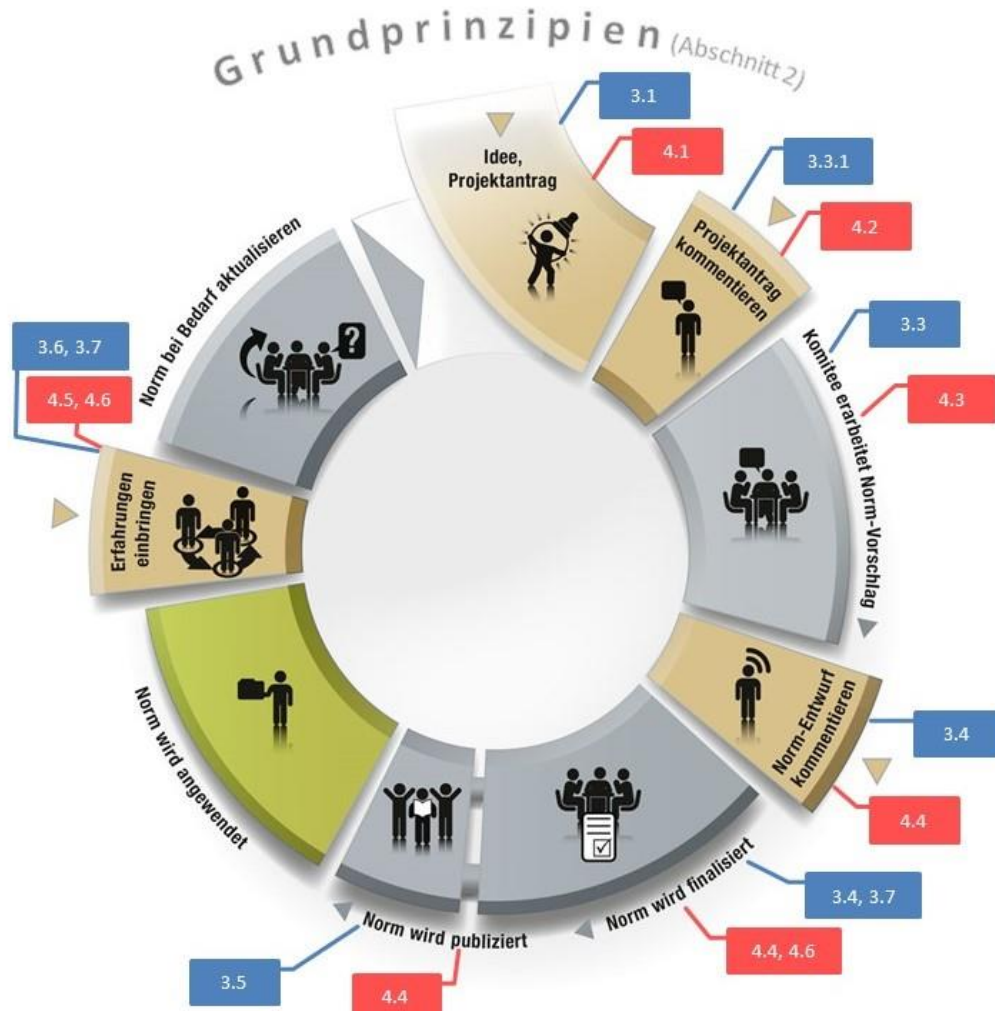 Grundprinzipien (Abschnitt 2)
3.1
4.1
Idee,
Projektantrag
3.3.1
4.2
Projektantrag
kommentieren
3.3
4.3
Komitee erarbeitet Norm-Vorschlag
Norm-Entwurf
kommentieren
3.4
4.4
Norm wird finalisiert
3.4, 3.7
4.4, 4.6
Norm wird publiziert
3.5
4.4
Norm wird angewendet
Erfahrungen
einbringen
3.6, 3.7
4.5, 4.6
Norm bei Bedarf aktualisieren
?